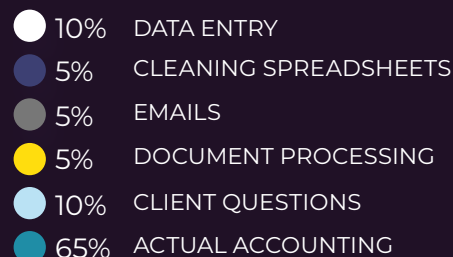 10% DATA ENTRY
5% CLEANING SPREADSHEETS
5% EMAILS
5% DOCUMENT PROCESSING
10% CLIENT QUESTIONS
65% ACTUAL ACCOUNTING